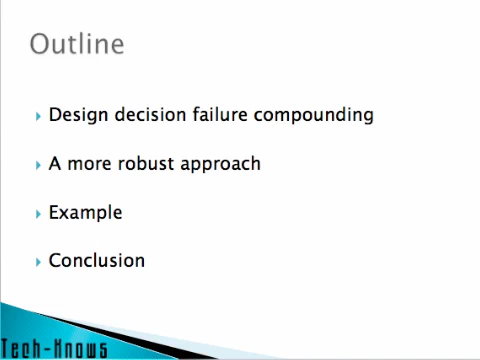 Outline
Design decision failure compounding
A more robust approach
Example
Conclusion
Tech-Knows